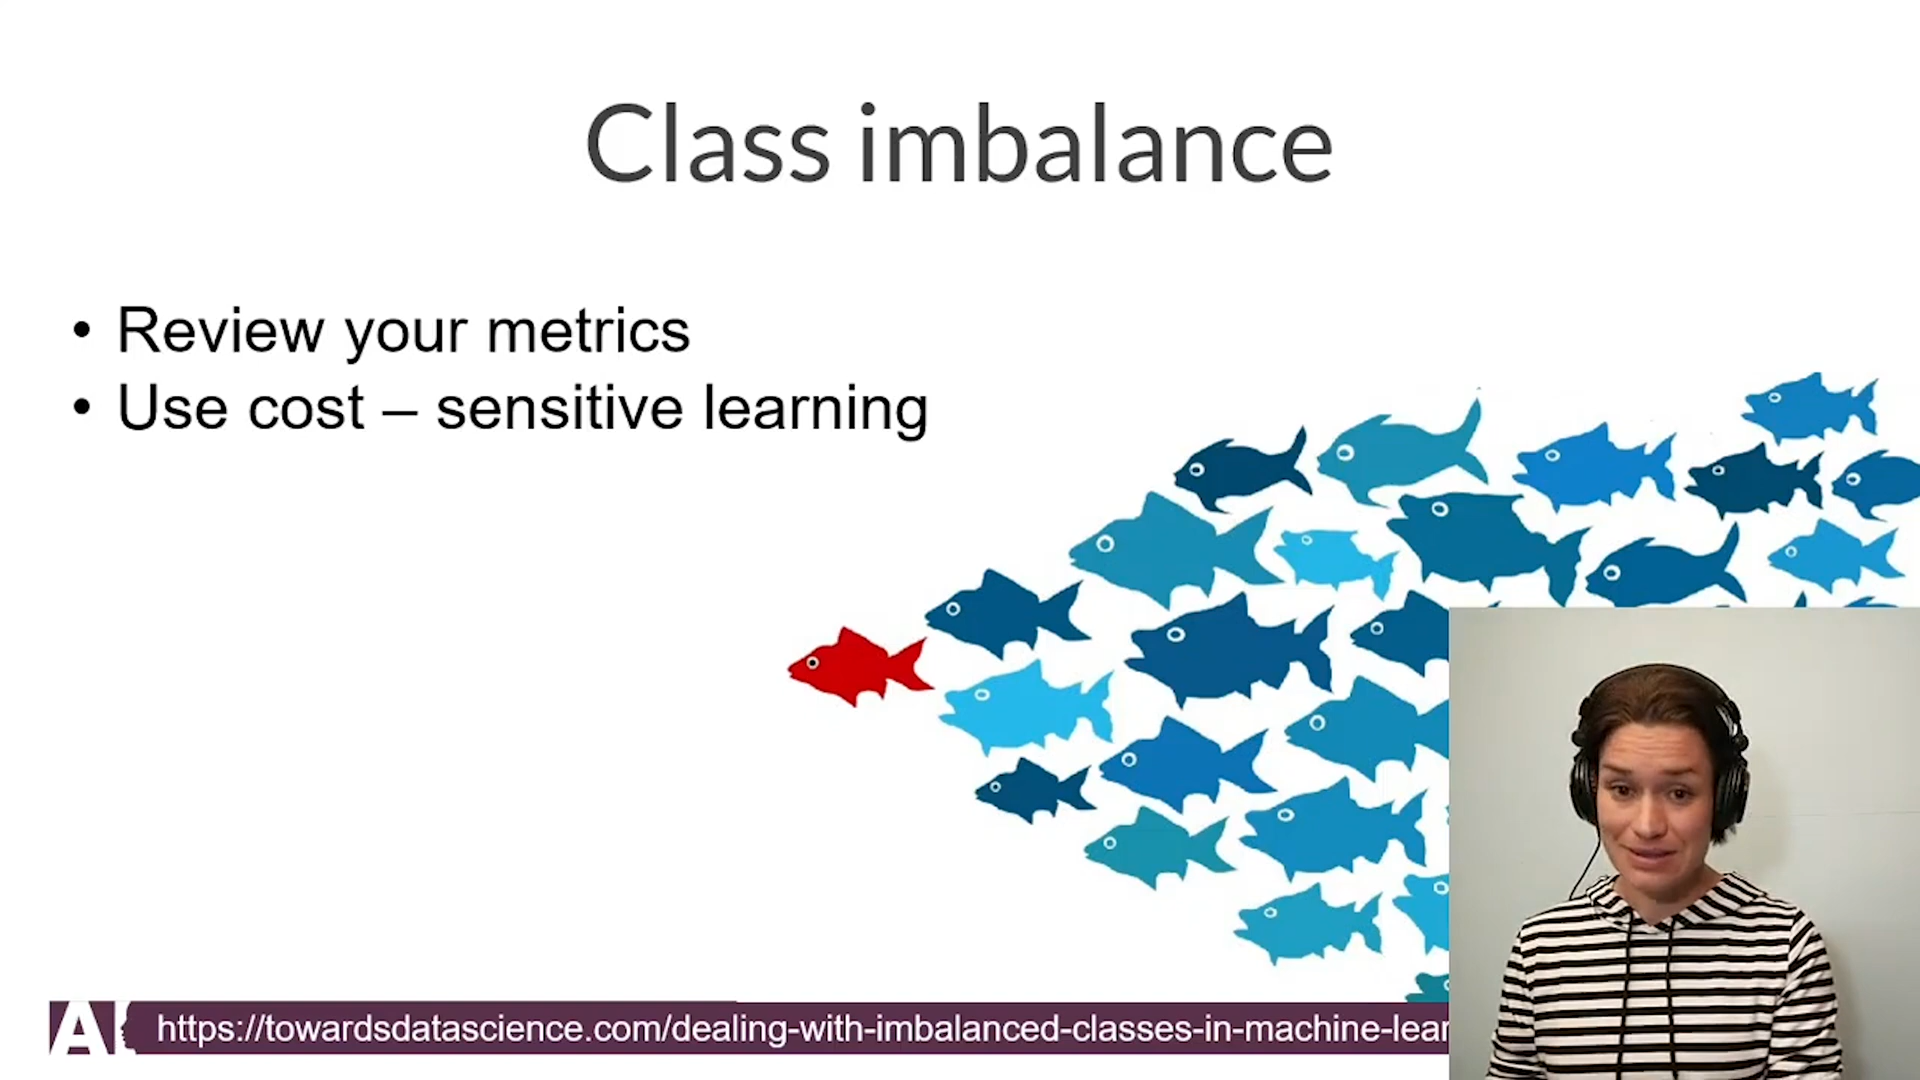 Class imbalance
• Review your metrics
• Use cost – sensitive learning
A
https://towardsdatascience.com/dealing-with-imbalanced-classes-in-machine-lear